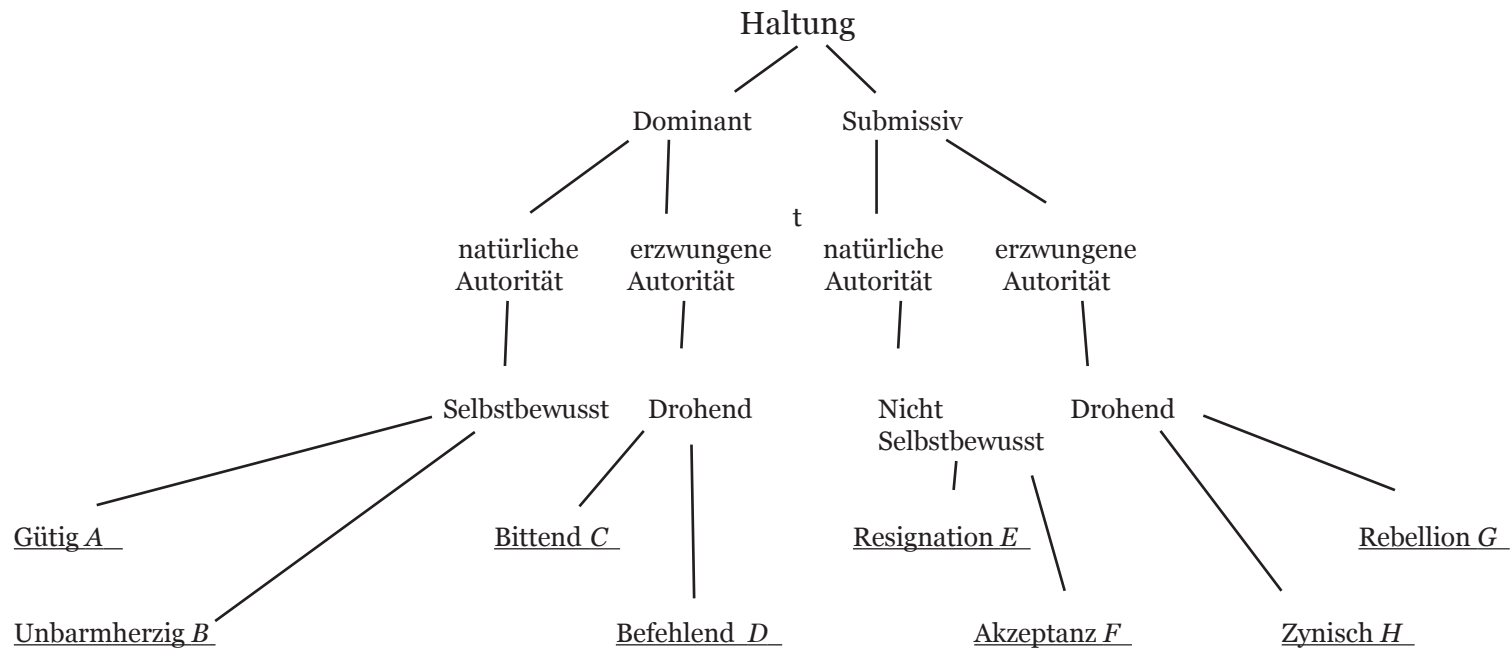 Haltung
Dominant Submissiv
t
natürliche erzwungene natürliche erzwungene
Autorität Autorität Autorität Autorität
Selbstbewusst Drohend Nicht Drohend
Selbstbewusst
Gütig A Bittend C Resignation E Rebellion G
Unbarmherzig B Befehlend D Akzeptanz F Zynisch H